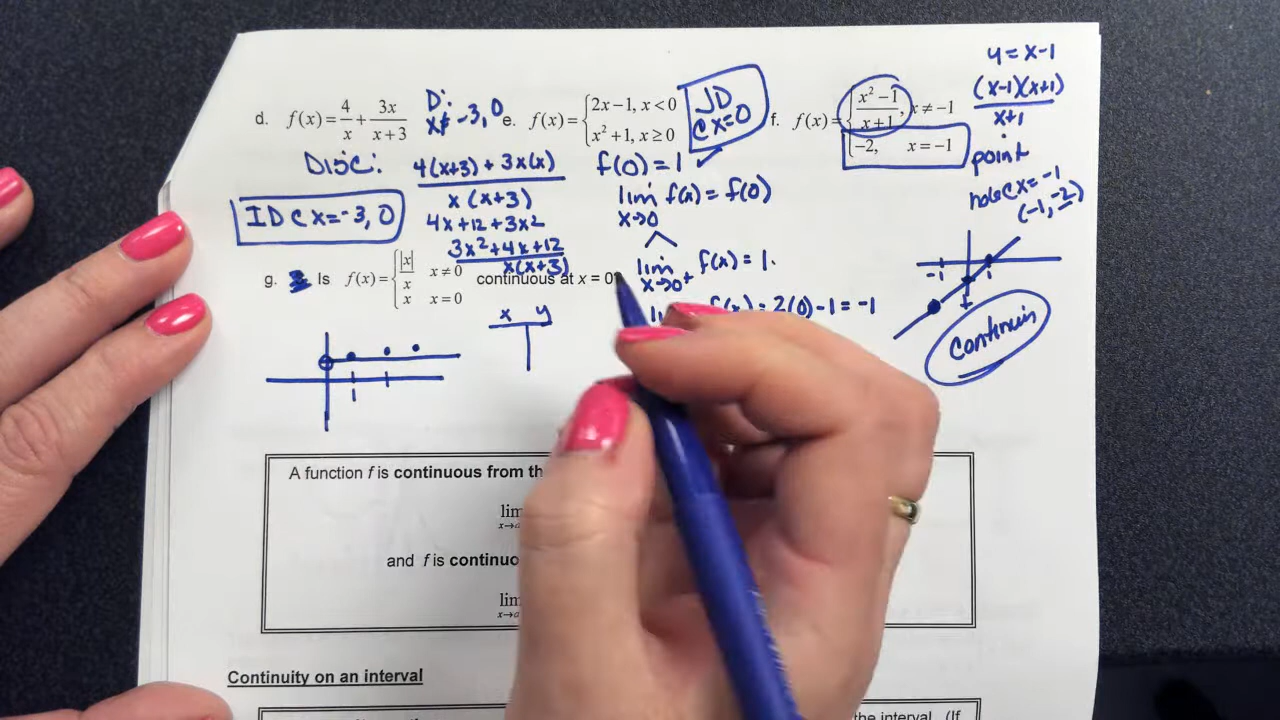 d. f(x) = 4/x + 3x/(x+3)
D: x≠ -3, 0
DISC:
ID @ x=-3, 0
4(x+3) + 3x(x)
x(x+3)
4x+12+3x²
3x²+4x+12
x(x+3)
e. f(x) = { 2x−1, x < 0
x²+1, x ≥ 0
JD
@ x=0
f(0)=1 ✓
lim f(x) = f(0)
x→0
lim f(x) = 1.
x→0⁺
f(x) = 2(0)-1 = -1
f. f(x) = { x²−1
x+1 , x ≠ −1
−2, x = −1
y = x-1
(x-1)(x+1)
x+1
point
hole @ x=-1
(-1, -2)
-1 1
g. Is f(x) = { |x|/x x ≠ 0
x x = 0
continuous at x = 0
x y
1
A function f is continuous from the
lim
and f is
lim
Continuity on an interval
the interval. (If